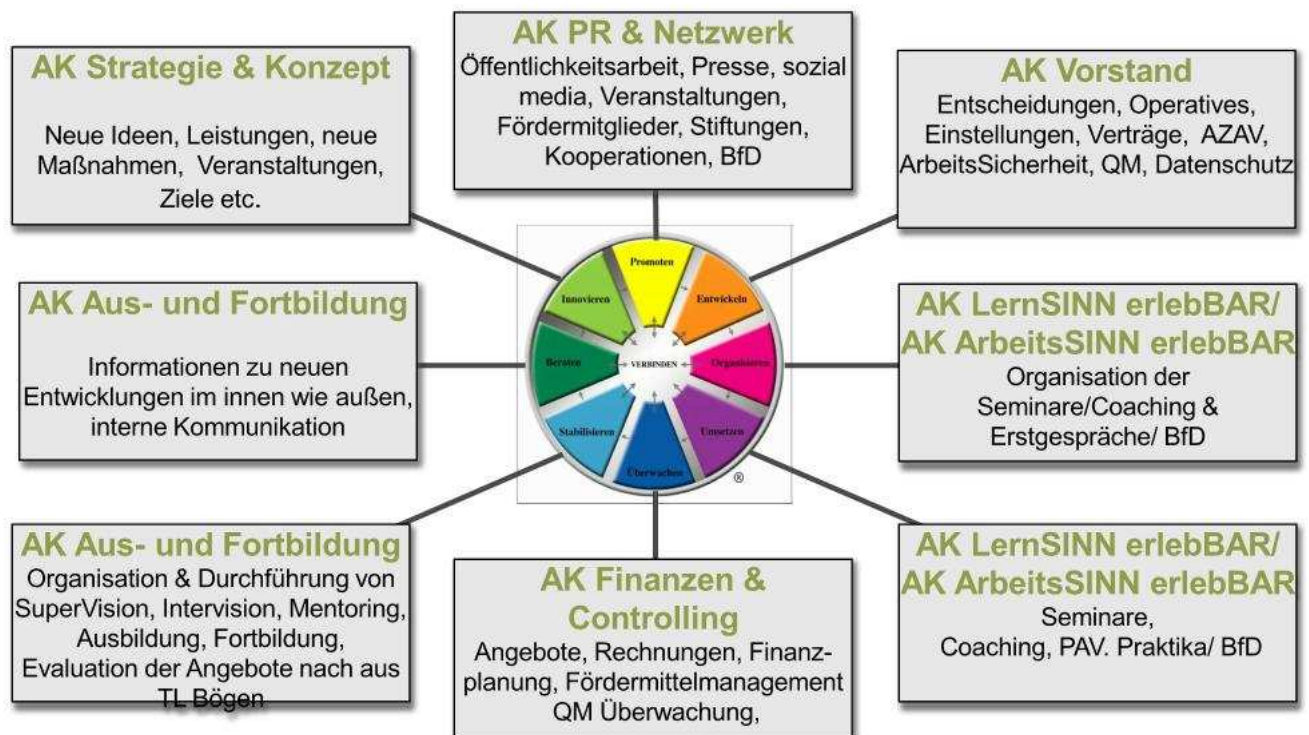 AK Strategie & Konzept
Neue Ideen, Leistungen, neue
Maßnahmen, Veranstaltungen,
Ziele etc.
AK PR & Netzwerk
Öffentlichkeitsarbeit, Presse, sozial
media, Veranstaltungen,
Fördermitglieder, Stiftungen,
Kooperationen, BfD
AK Vorstand
Entscheidungen, Operatives,
Einstellungen, Verträge, AZAV,
ArbeitsSicherheit, QM, Datenschutz
AK Aus- und Fortbildung
Informationen zu neuen
Entwicklungen im innen wie außen,
interne Kommunikation
Promoten
Innovieren
Entwickeln
Beraten
VERBINDEN
Organisieren
Stabilisieren
Umsetzen
Überwachen
®
AK LernSINN erlebBAR/
AK ArbeitsSINN erlebBAR
Organisation der
Seminare/Coaching &
Erstgespräche/ BfD
AK Aus- und Fortbildung
Organisation & Durchführung von
SuperVision, Intervision, Mentoring,
Ausbildung, Fortbildung,
Evaluation der Angebote nach aus
TL Bögen
AK Finanzen &
Controlling
Angebote, Rechnungen, Finanz-
planung, Fördermittelmanagement
QM Überwachung,
AK LernSINN erlebBAR/
AK ArbeitsSINN erlebBAR
Seminare,
Coaching, PAV. Praktika/ BfD